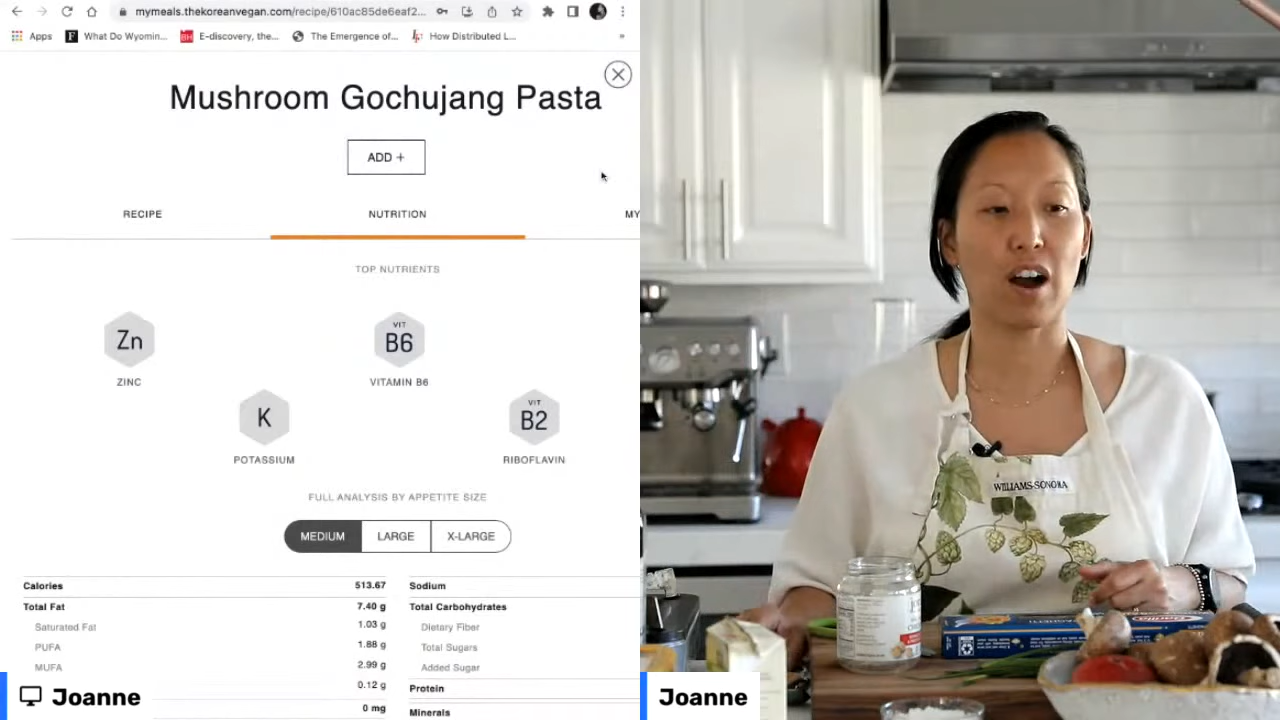 mymeals.thekoreanvegan.com/recipe/610ac85de6eaf2...
Apps
What Do Wyomin...
E-discovery, the...
The Emergence of...
How Distributed L...
»
Mushroom Gochujang Pasta
ADD +
RECIPE
NUTRITION
MY
TOP NUTRIENTS
Zn
ZINC
VIT
B6
VITAMIN B6
K
POTASSIUM
VIT
B2
RIBOFLAVIN
FULL ANALYSIS BY APPETITE SIZE
MEDIUM
LARGE
X-LARGE
Calories 513.67
Total Fat 7.40 g
Saturated Fat 1.03 g
PUFA 1.88 g
MUFA 2.99 g
0.12 g
0 mg
Sodium
Total Carbohydrates
Dietary Fiber
Total Sugars
Added Sugar
Protein
Minerals
Joanne
WILLIAMS-SONOMA
Barilla
Joanne